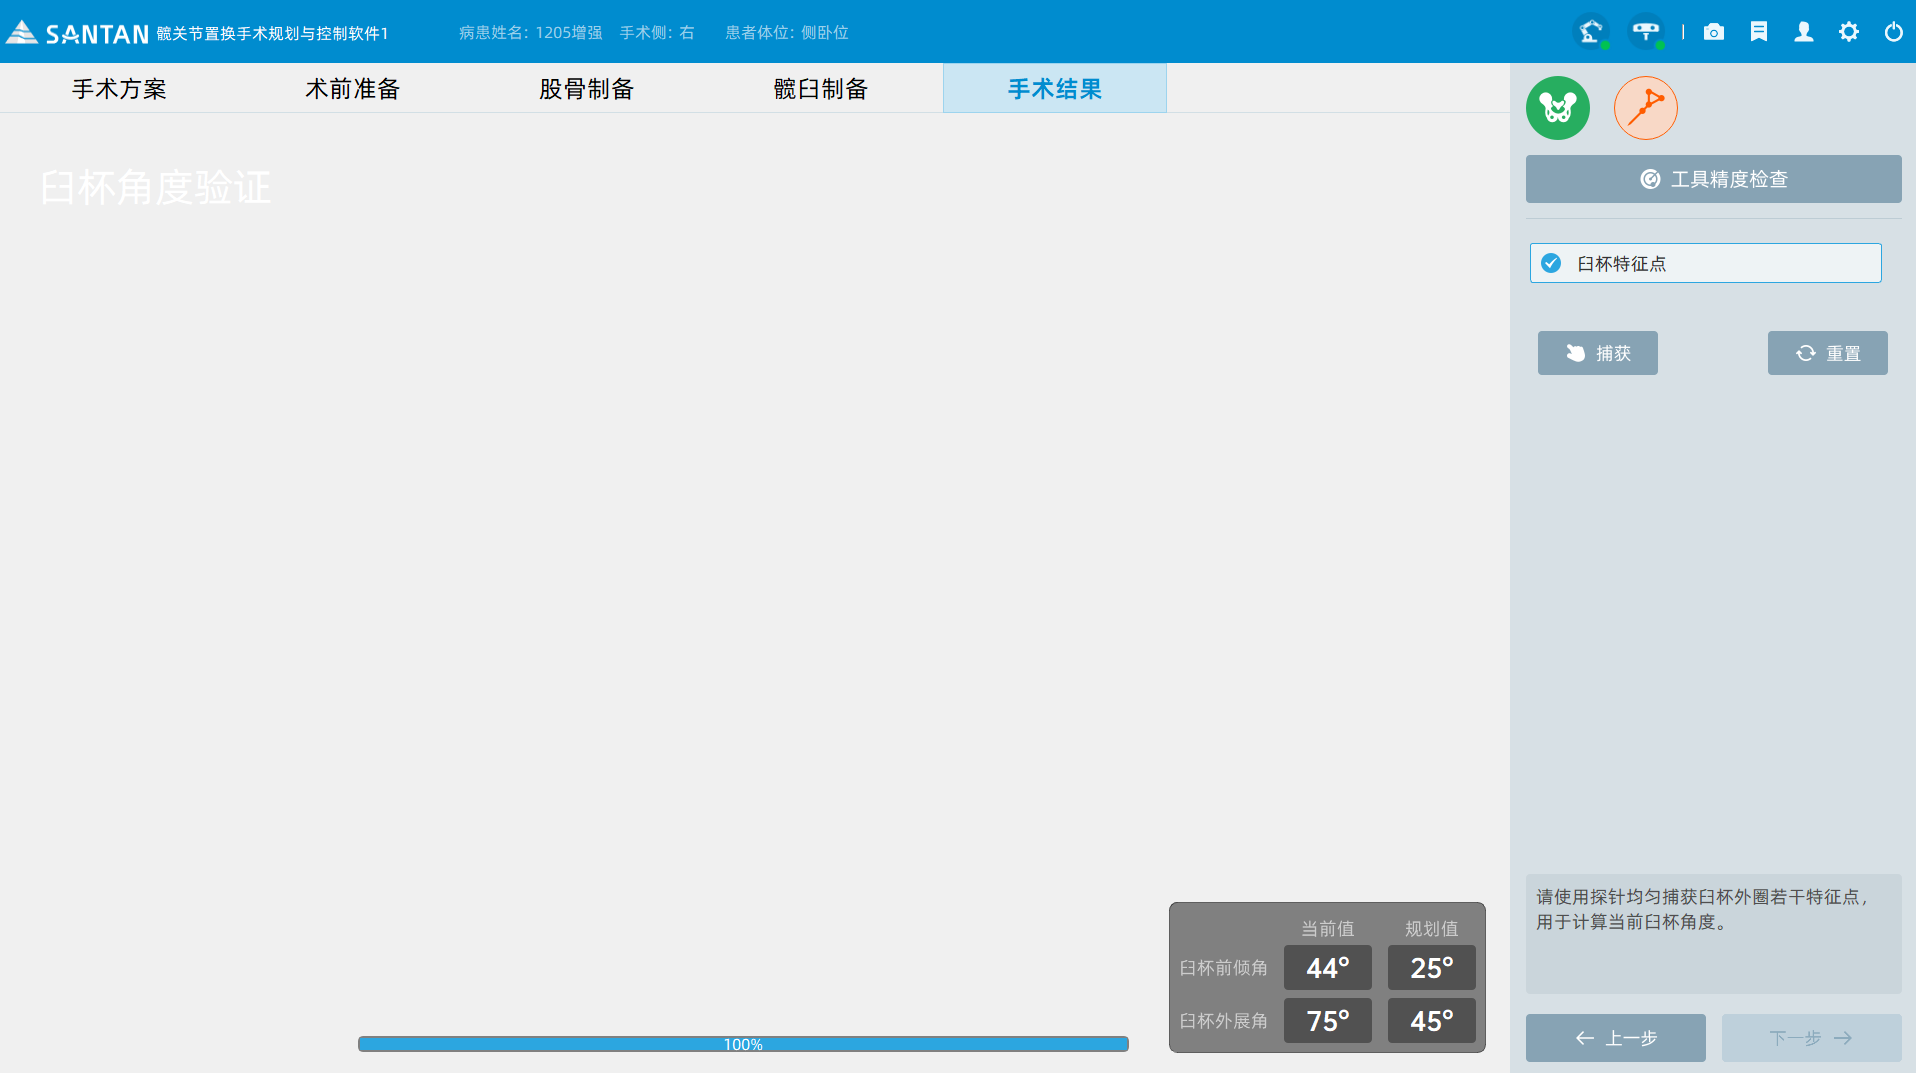 SANTAN 髋关节置换手术规划与控制软件1 病患姓名: 1205增强 手术侧: 右 患者体位: 侧卧位
手术方案 术前准备 股骨制备 髋臼制备 手术结果
臼杯角度验证
工具精度检查
臼杯特征点
捕获 重置
请使用探针均匀捕获臼杯外圈若干特征点，
用于计算当前臼杯角度。
当前值 规划值
臼杯前倾角 44° 25°
臼杯外展角 75° 45°
100%
上一步 下一步